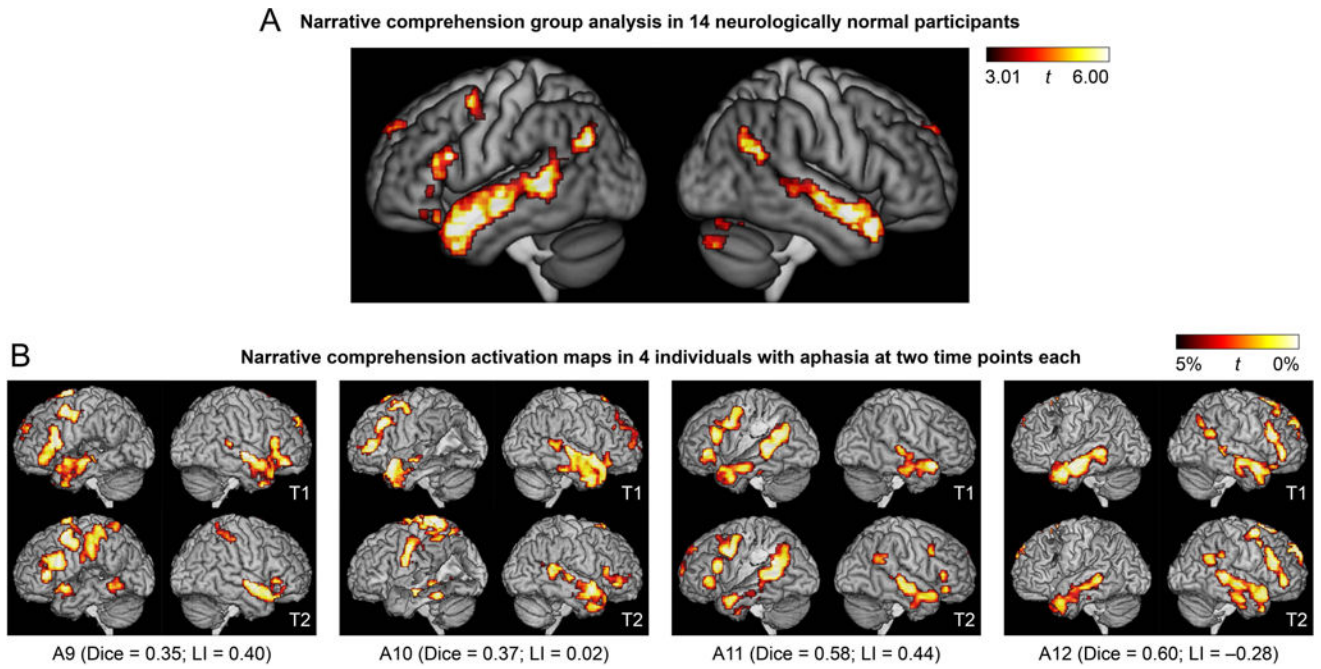 A
Narrative comprehension group analysis in 14 neurologically normal participants
3.01 t 6.00
B
Narrative comprehension activation maps in 4 individuals with aphasia at two time points each
5% t 0%
T1 T1 T1 T1
T2 T2 T2 T2
A9 (Dice = 0.35; LI = 0.40) A10 (Dice = 0.37; LI = 0.02) A11 (Dice = 0.58; LI = 0.44) A12 (Dice = 0.60; LI = –0.28)